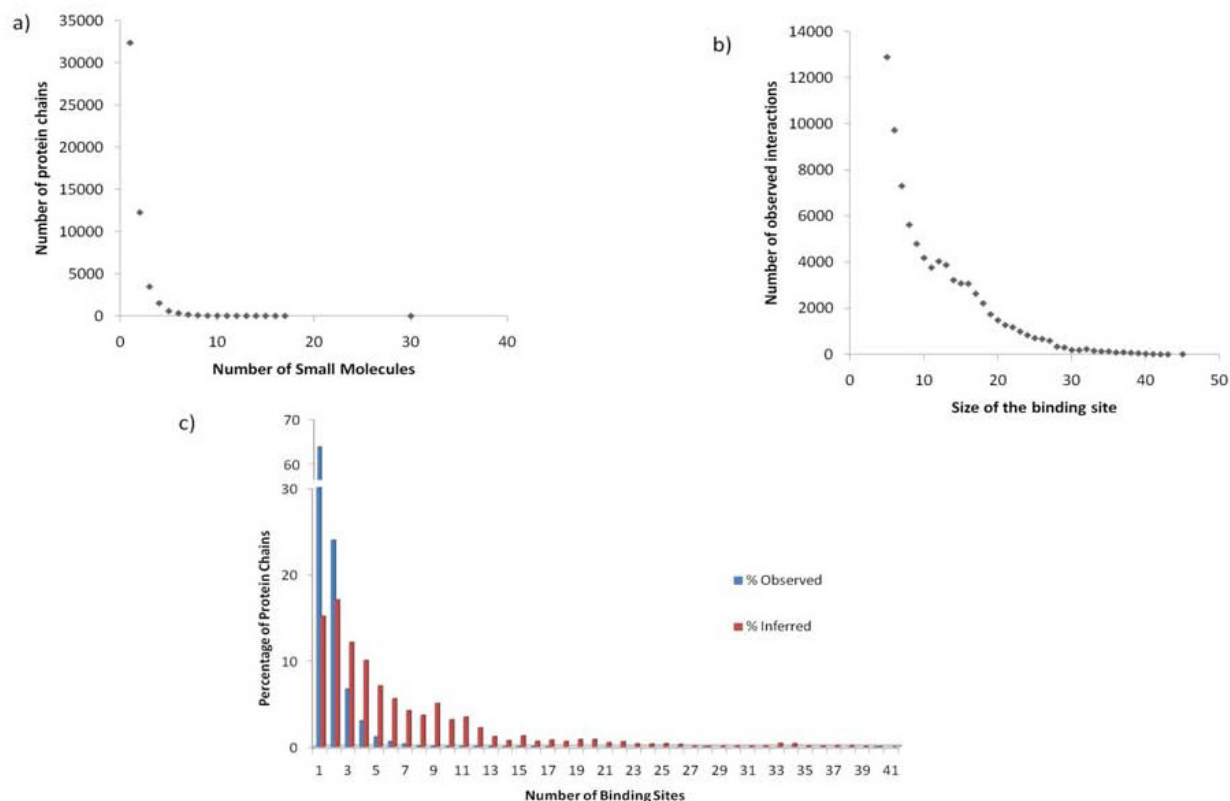 a)
Number of protein chains
35000
30000
25000
20000
15000
10000
5000
0
0 10 20 30 40
Number of Small Molecules
b)
Number of observed interactions
14000
12000
10000
8000
6000
4000
2000
0
0 10 20 30 40 50
Size of the binding site
c)
Percentage of Protein Chains
70
60
30
20
10
0
1 3 5 7 9 11 13 15 17 19 21 23 25 27 29 31 33 35 37 39 41
Number of Binding Sites
% Observed
% Inferred